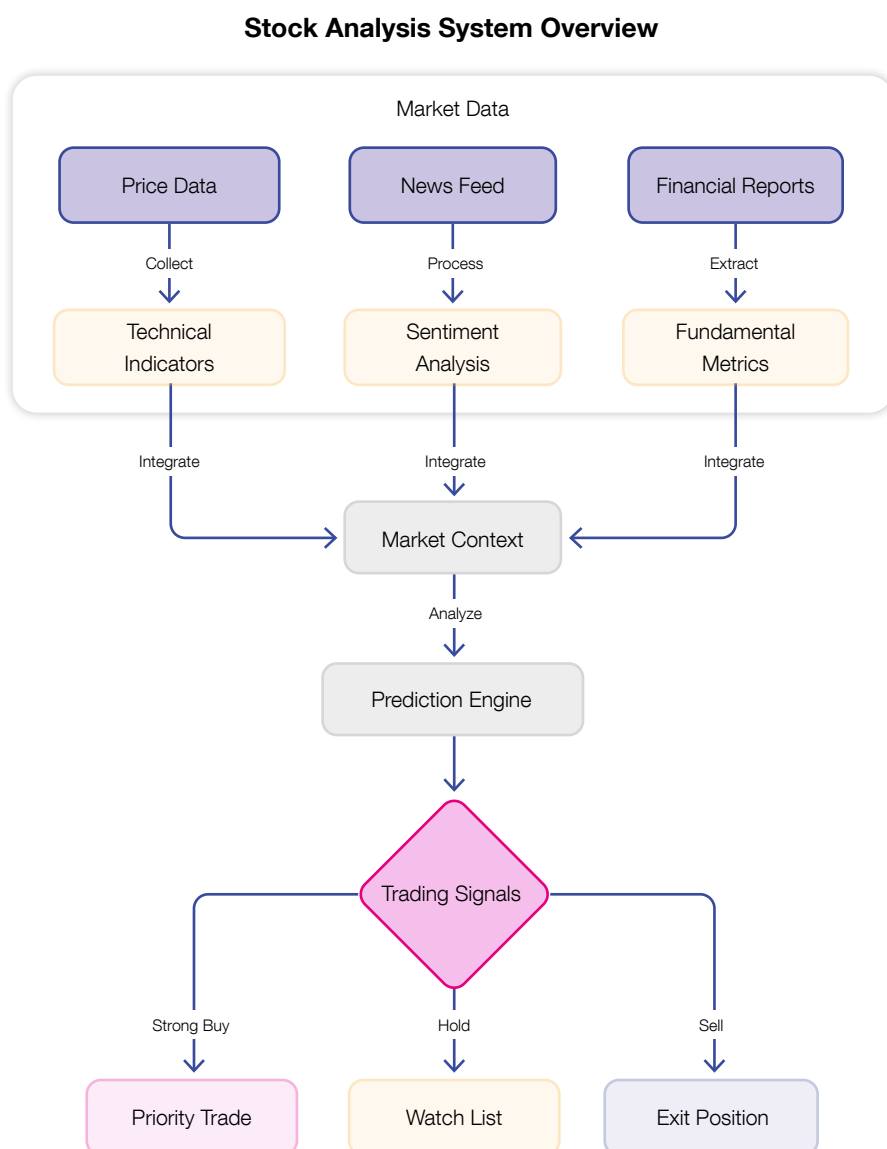 Stock Analysis System Overview
Market Data
Price Data
News Feed
Financial Reports
Collect
Process
Extract
Technical
Indicators
Sentiment
Analysis
Fundamental
Metrics
Integrate
Integrate
Integrate
Market Context
Analyze
Prediction Engine
Trading Signals
Strong Buy
Hold
Sell
Priority Trade
Watch List
Exit Position